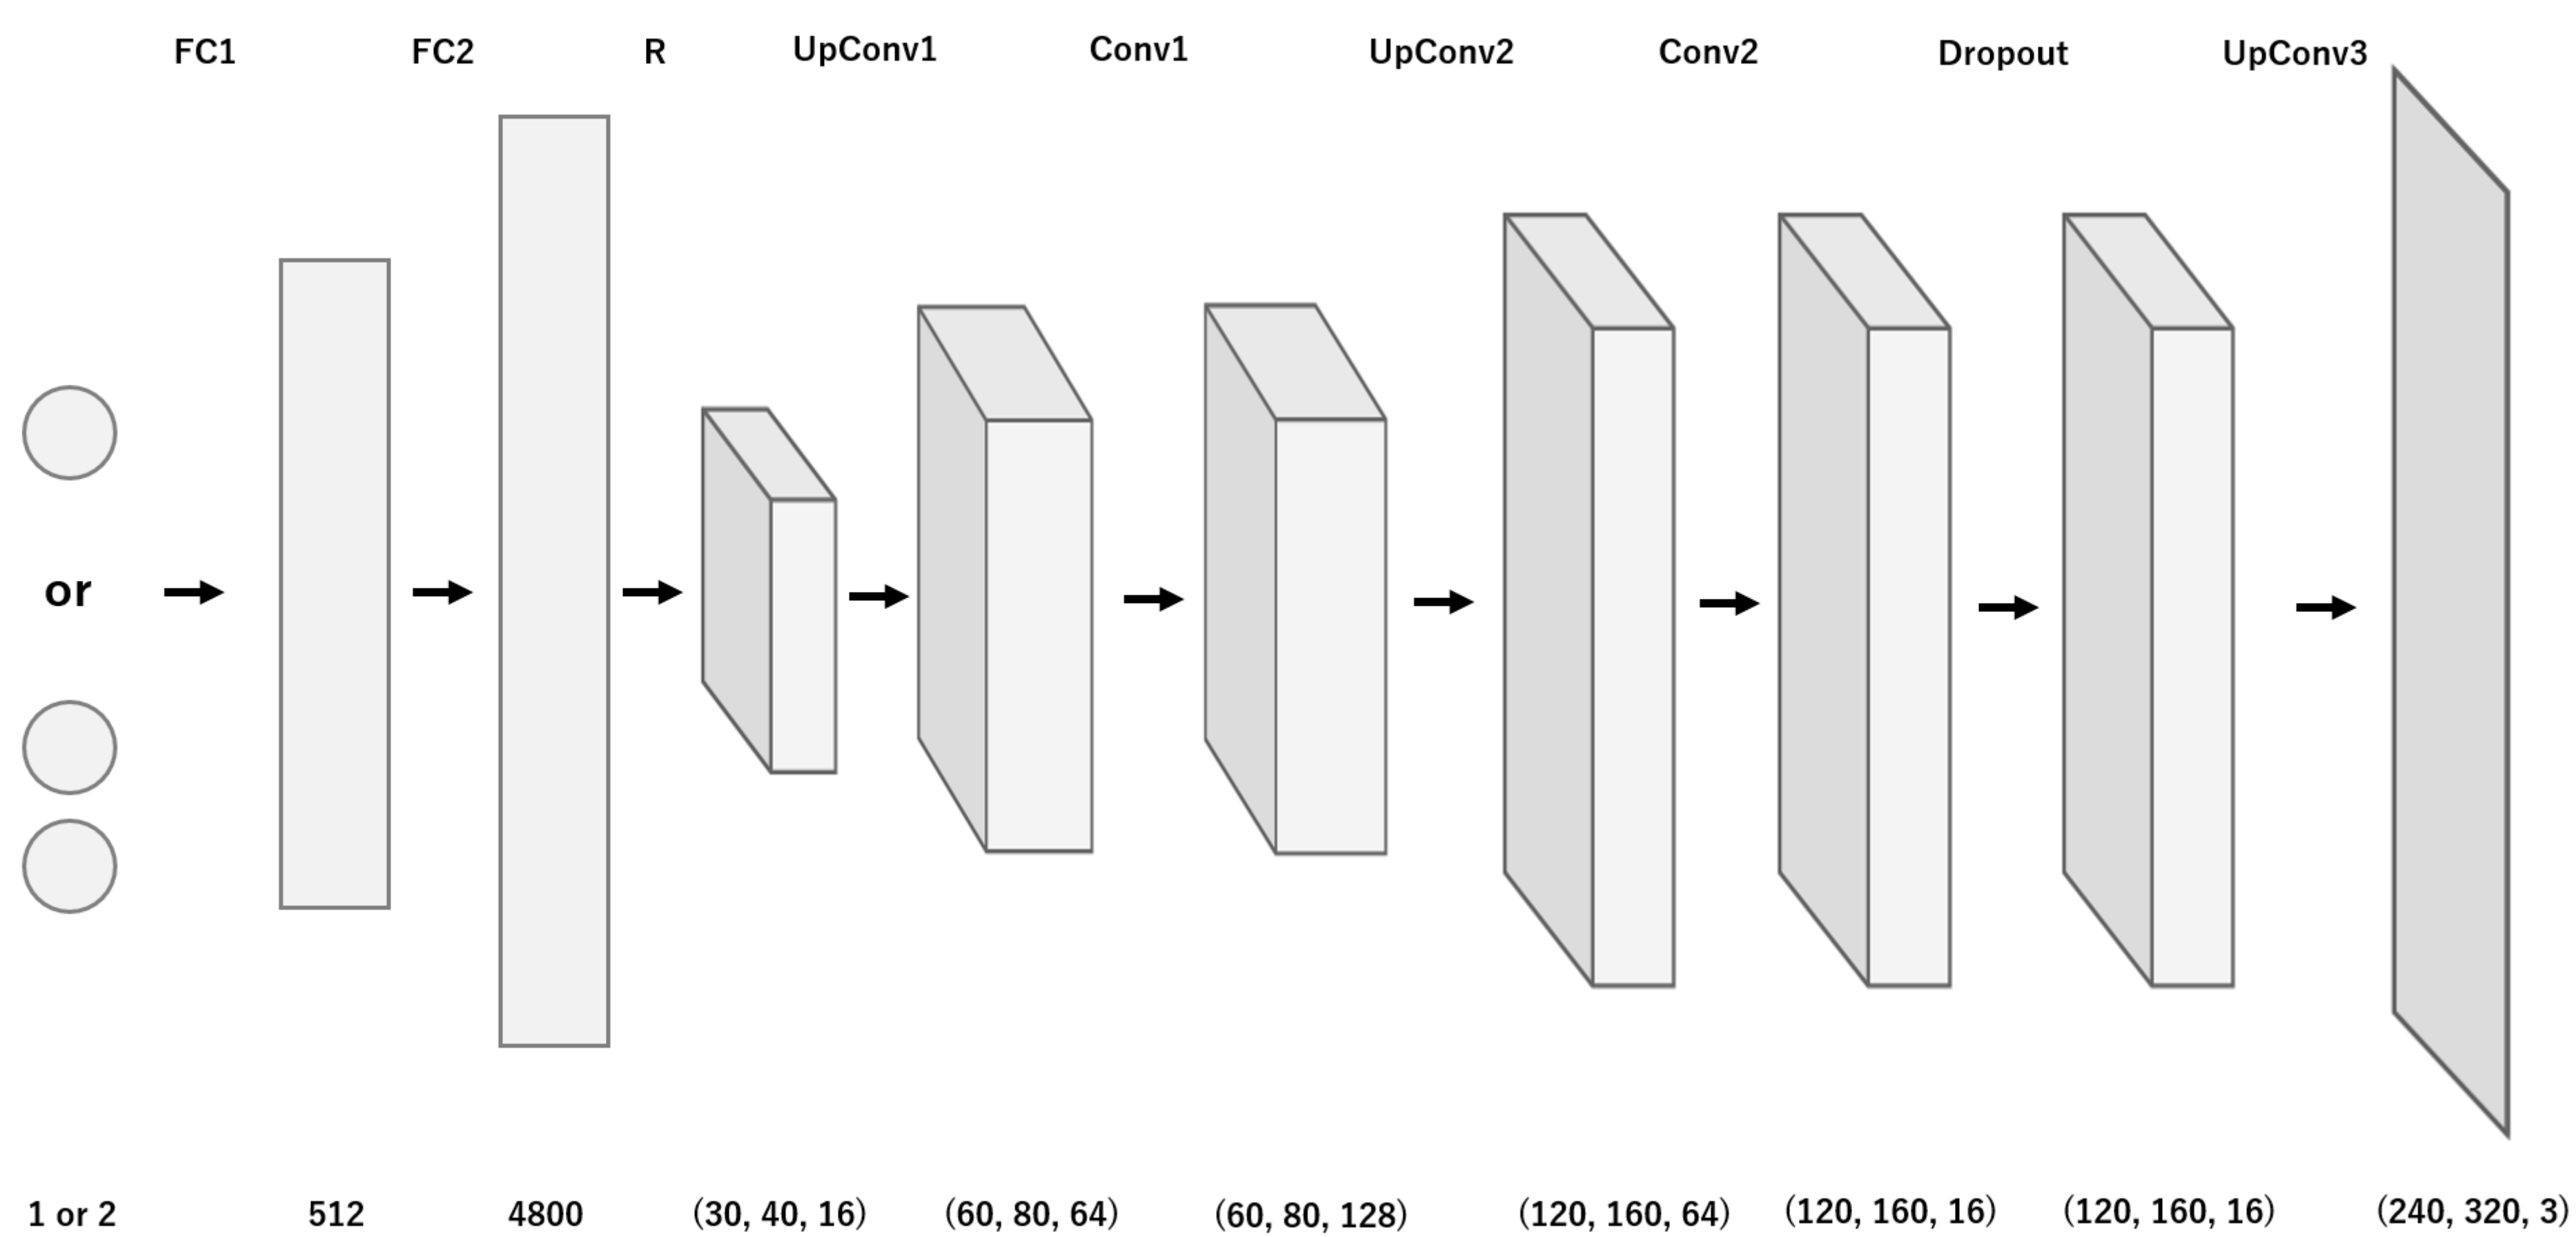 FC1 FC2 R UpConv1 Conv1 UpConv2 Conv2 Dropout UpConv3
or
1 or 2 512 4800 (30, 40, 16) (60, 80, 64) (60, 80, 128) (120, 160, 64) (120, 160, 16) (120, 160, 16) (240, 320, 3)